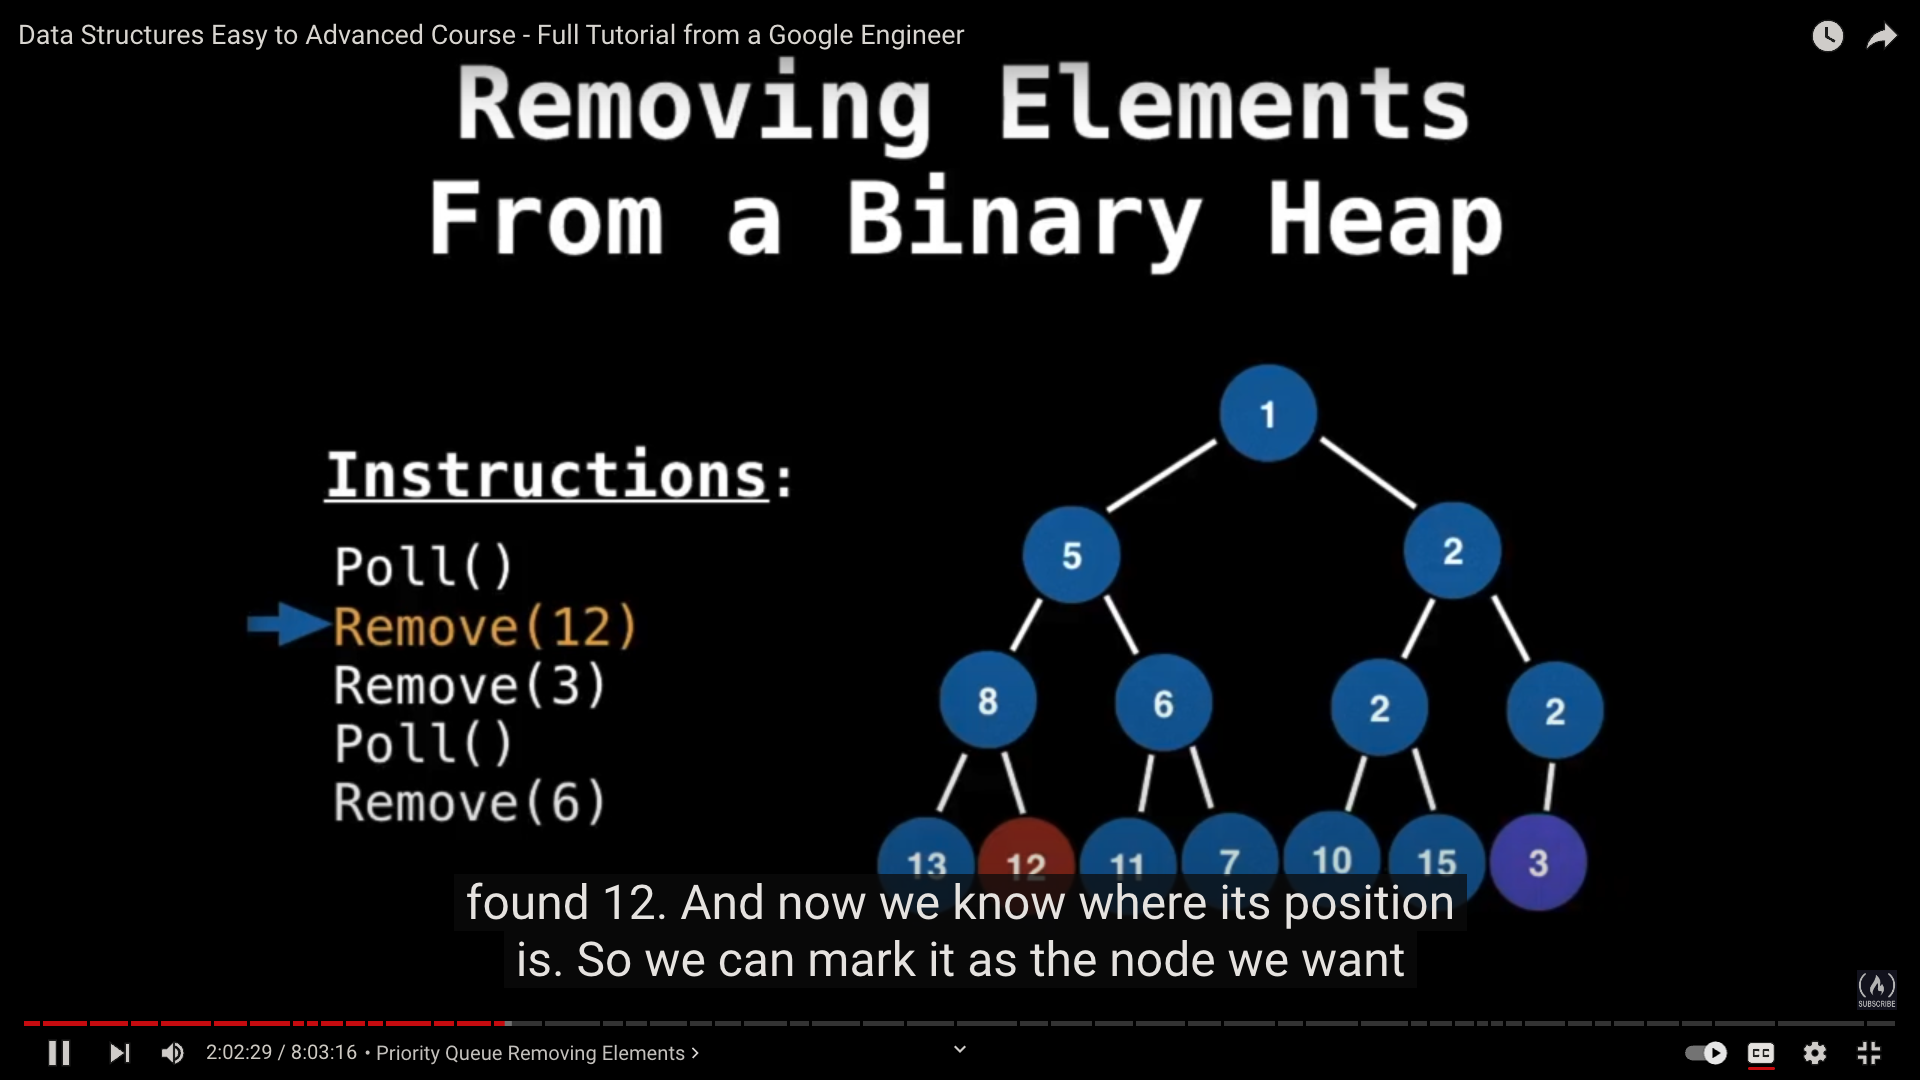 Data Structures Easy to Advanced Course - Full Tutorial from a Google Engineer
Removing Elements
From a Binary Heap
Instructions:
Poll()
Remove(12)
Remove(3)
Poll()
Remove(6)
1
5 2
8 6 2 2
13 12 11 7 10 15 3
found 12. And now we know where its position
is. So we can mark it as the node we want
SUBSCRIBE
2:02:29 / 8:03:16 • Priority Queue Removing Elements
CC